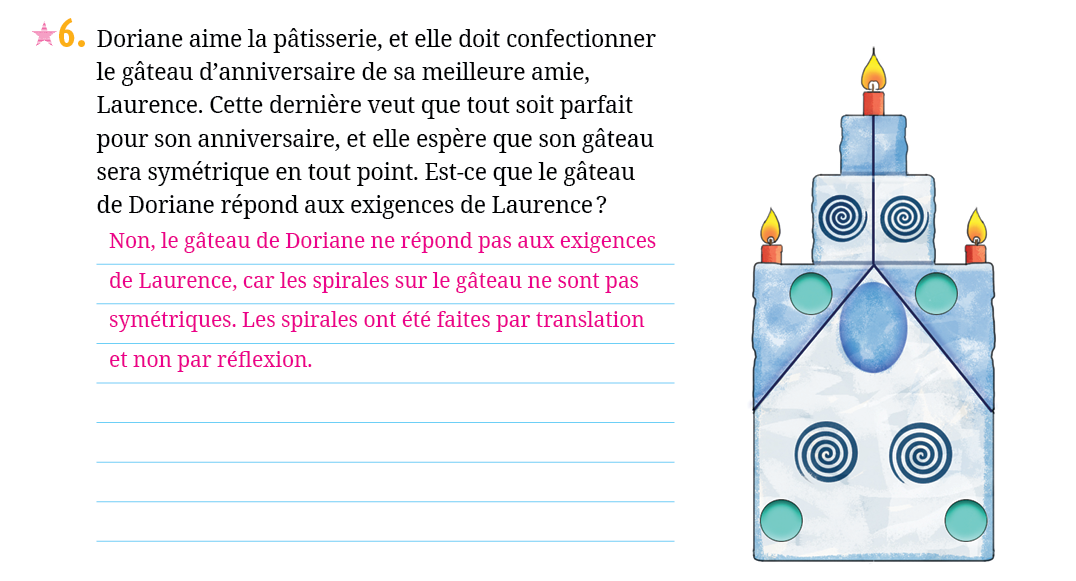 6. Doriane aime la pâtisserie, et elle doit confectionner
le gâteau d’anniversaire de sa meilleure amie,
Laurence. Cette dernière veut que tout soit parfait
pour son anniversaire, et elle espère que son gâteau
sera symétrique en tout point. Est-ce que le gâteau
de Doriane répond aux exigences de Laurence ?
Non, le gâteau de Doriane ne répond pas aux exigences
de Laurence, car les spirales sur le gâteau ne sont pas
symétriques. Les spirales ont été faites par translation
et non par réflexion.